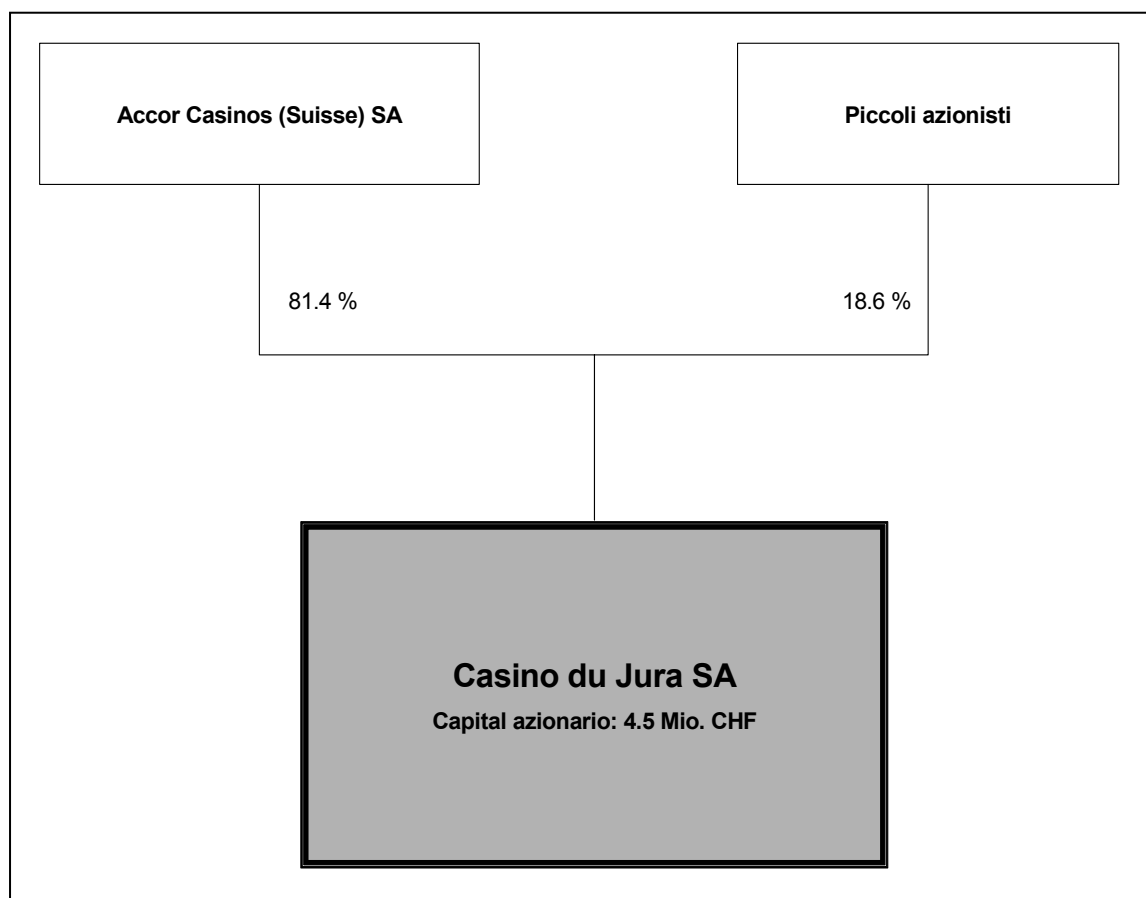 Accor Casinos (Suisse) SA
Piccoli azionisti
81.4 %
18.6 %
Casino du Jura SA
Capital azionario: 4.5 Mio. CHF